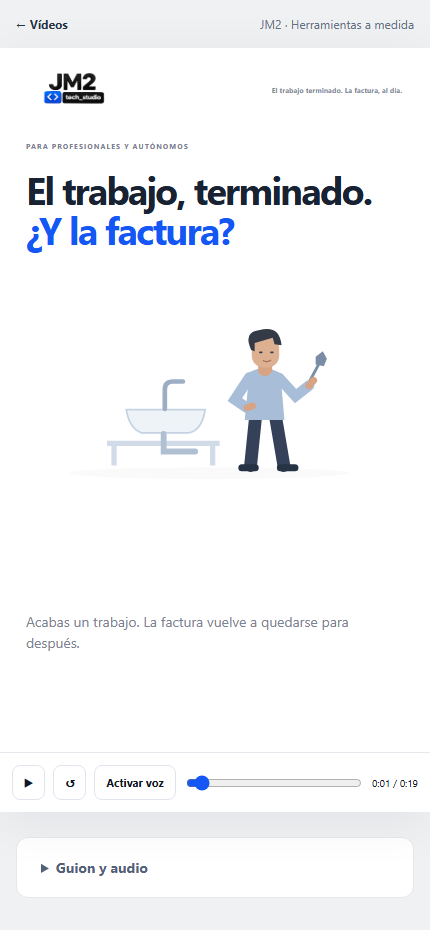 ← Vídeos
JM2 · Herramientas a medida
JM2
<> tech_studio
El trabajo terminado. La factura, al día.
PARA PROFESIONALES Y AUTÓNOMOS
El trabajo, terminado.
¿Y la factura?
Acabas un trabajo. La factura vuelve a quedarse para
después.
▶ ↺ Activar voz 0:01 / 0:19
▶ Guion y audio